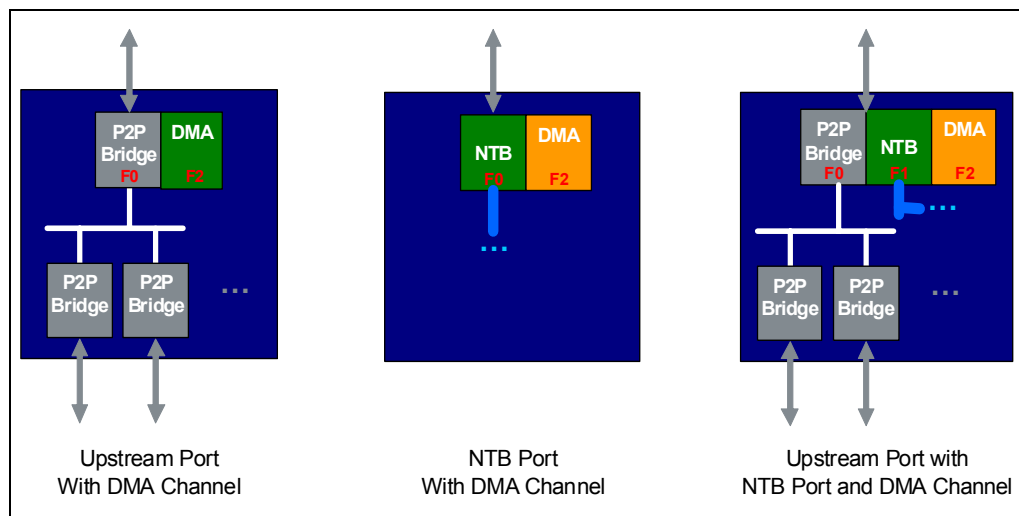 P2P
Bridge
F0
DMA
F2
P2P
Bridge
P2P
Bridge
...
Upstream Port
With DMA Channel
NTB
F0
DMA
F2
...
NTB Port
With DMA Channel
P2P
Bridge
F0
NTB
F1
DMA
F2
...
P2P
Bridge
P2P
Bridge
...
Upstream Port with
NTB Port and DMA Channel